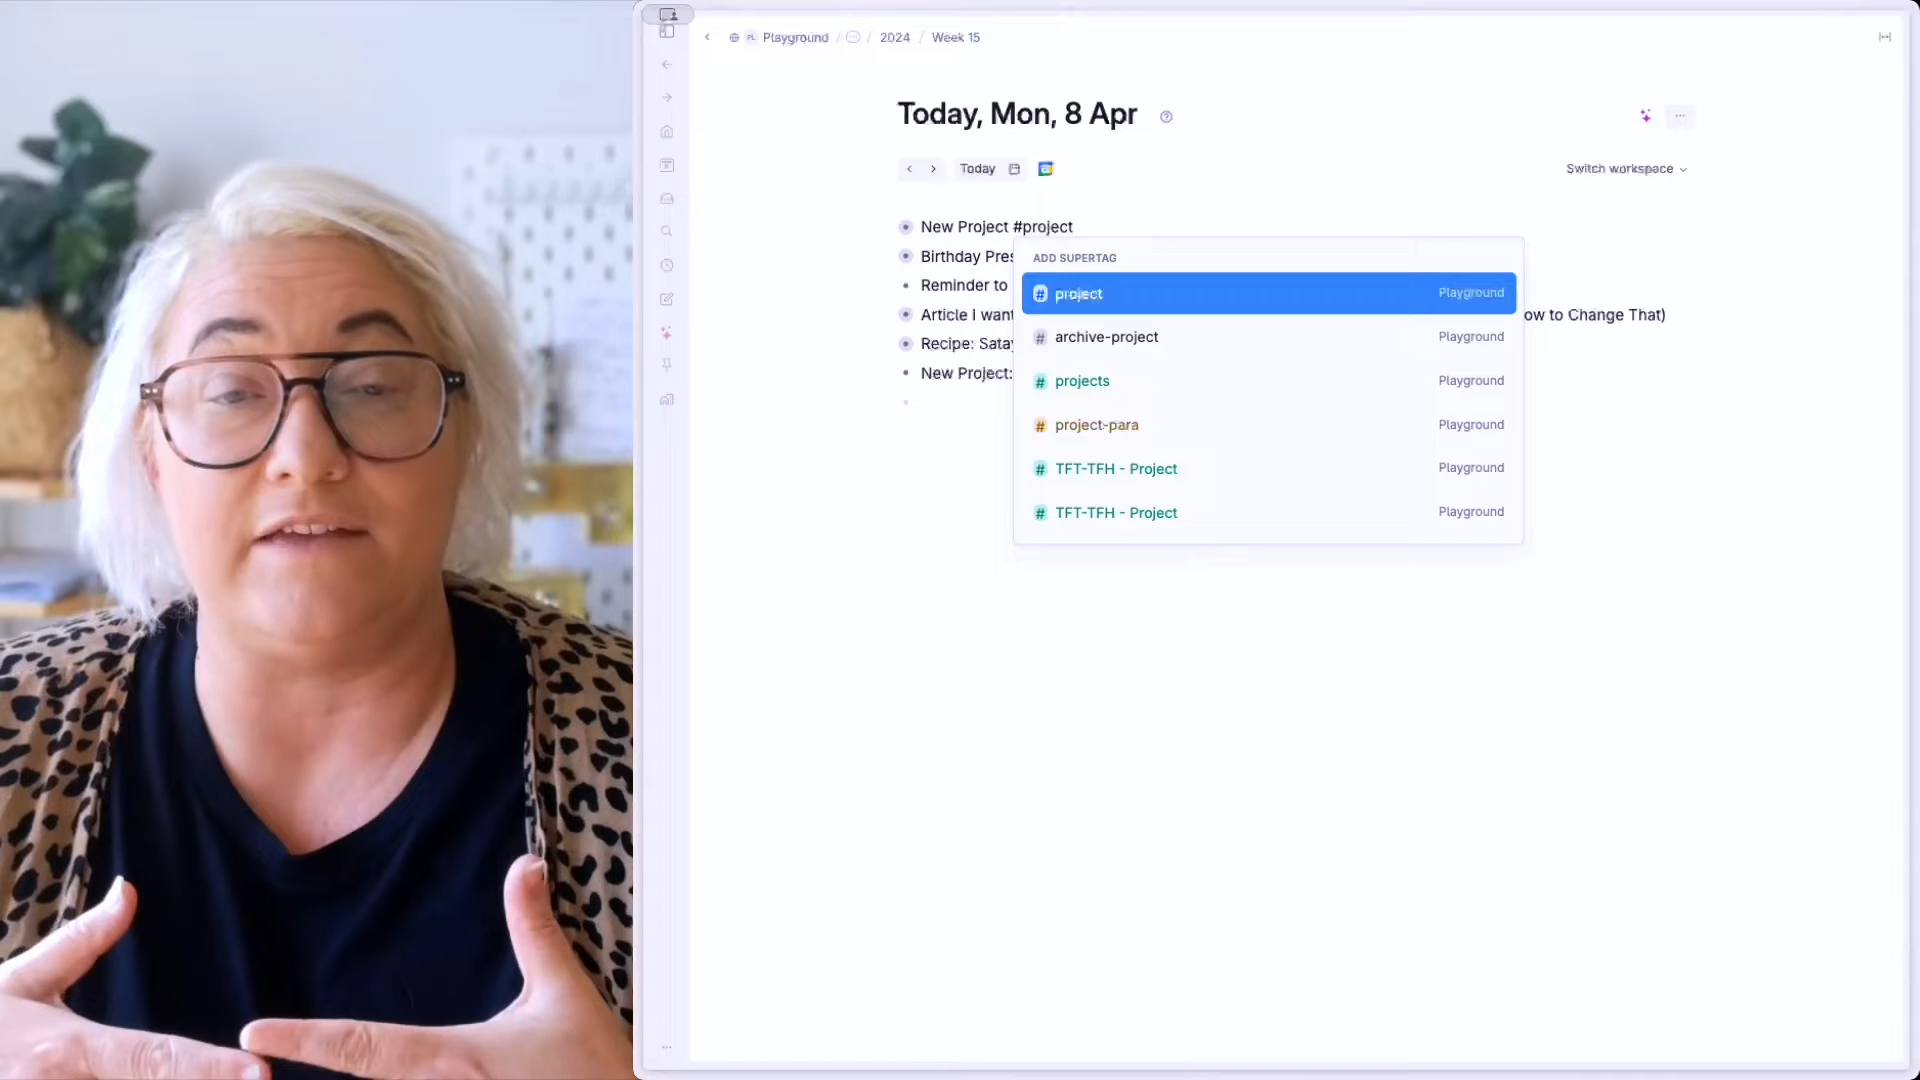 PL Playground / / 2024 / Week 15
Today, Mon, 8 Apr
Today
Switch workspace
New Project #project
Birthday Pres
Reminder to
Article I want
ow to Change That)
Recipe: Satay
New Project:
ADD SUPERTAG
# project Playground
# archive-project Playground
# projects Playground
# project-para Playground
# TFT-TFH - Project Playground
# TFT-TFH - Project Playground